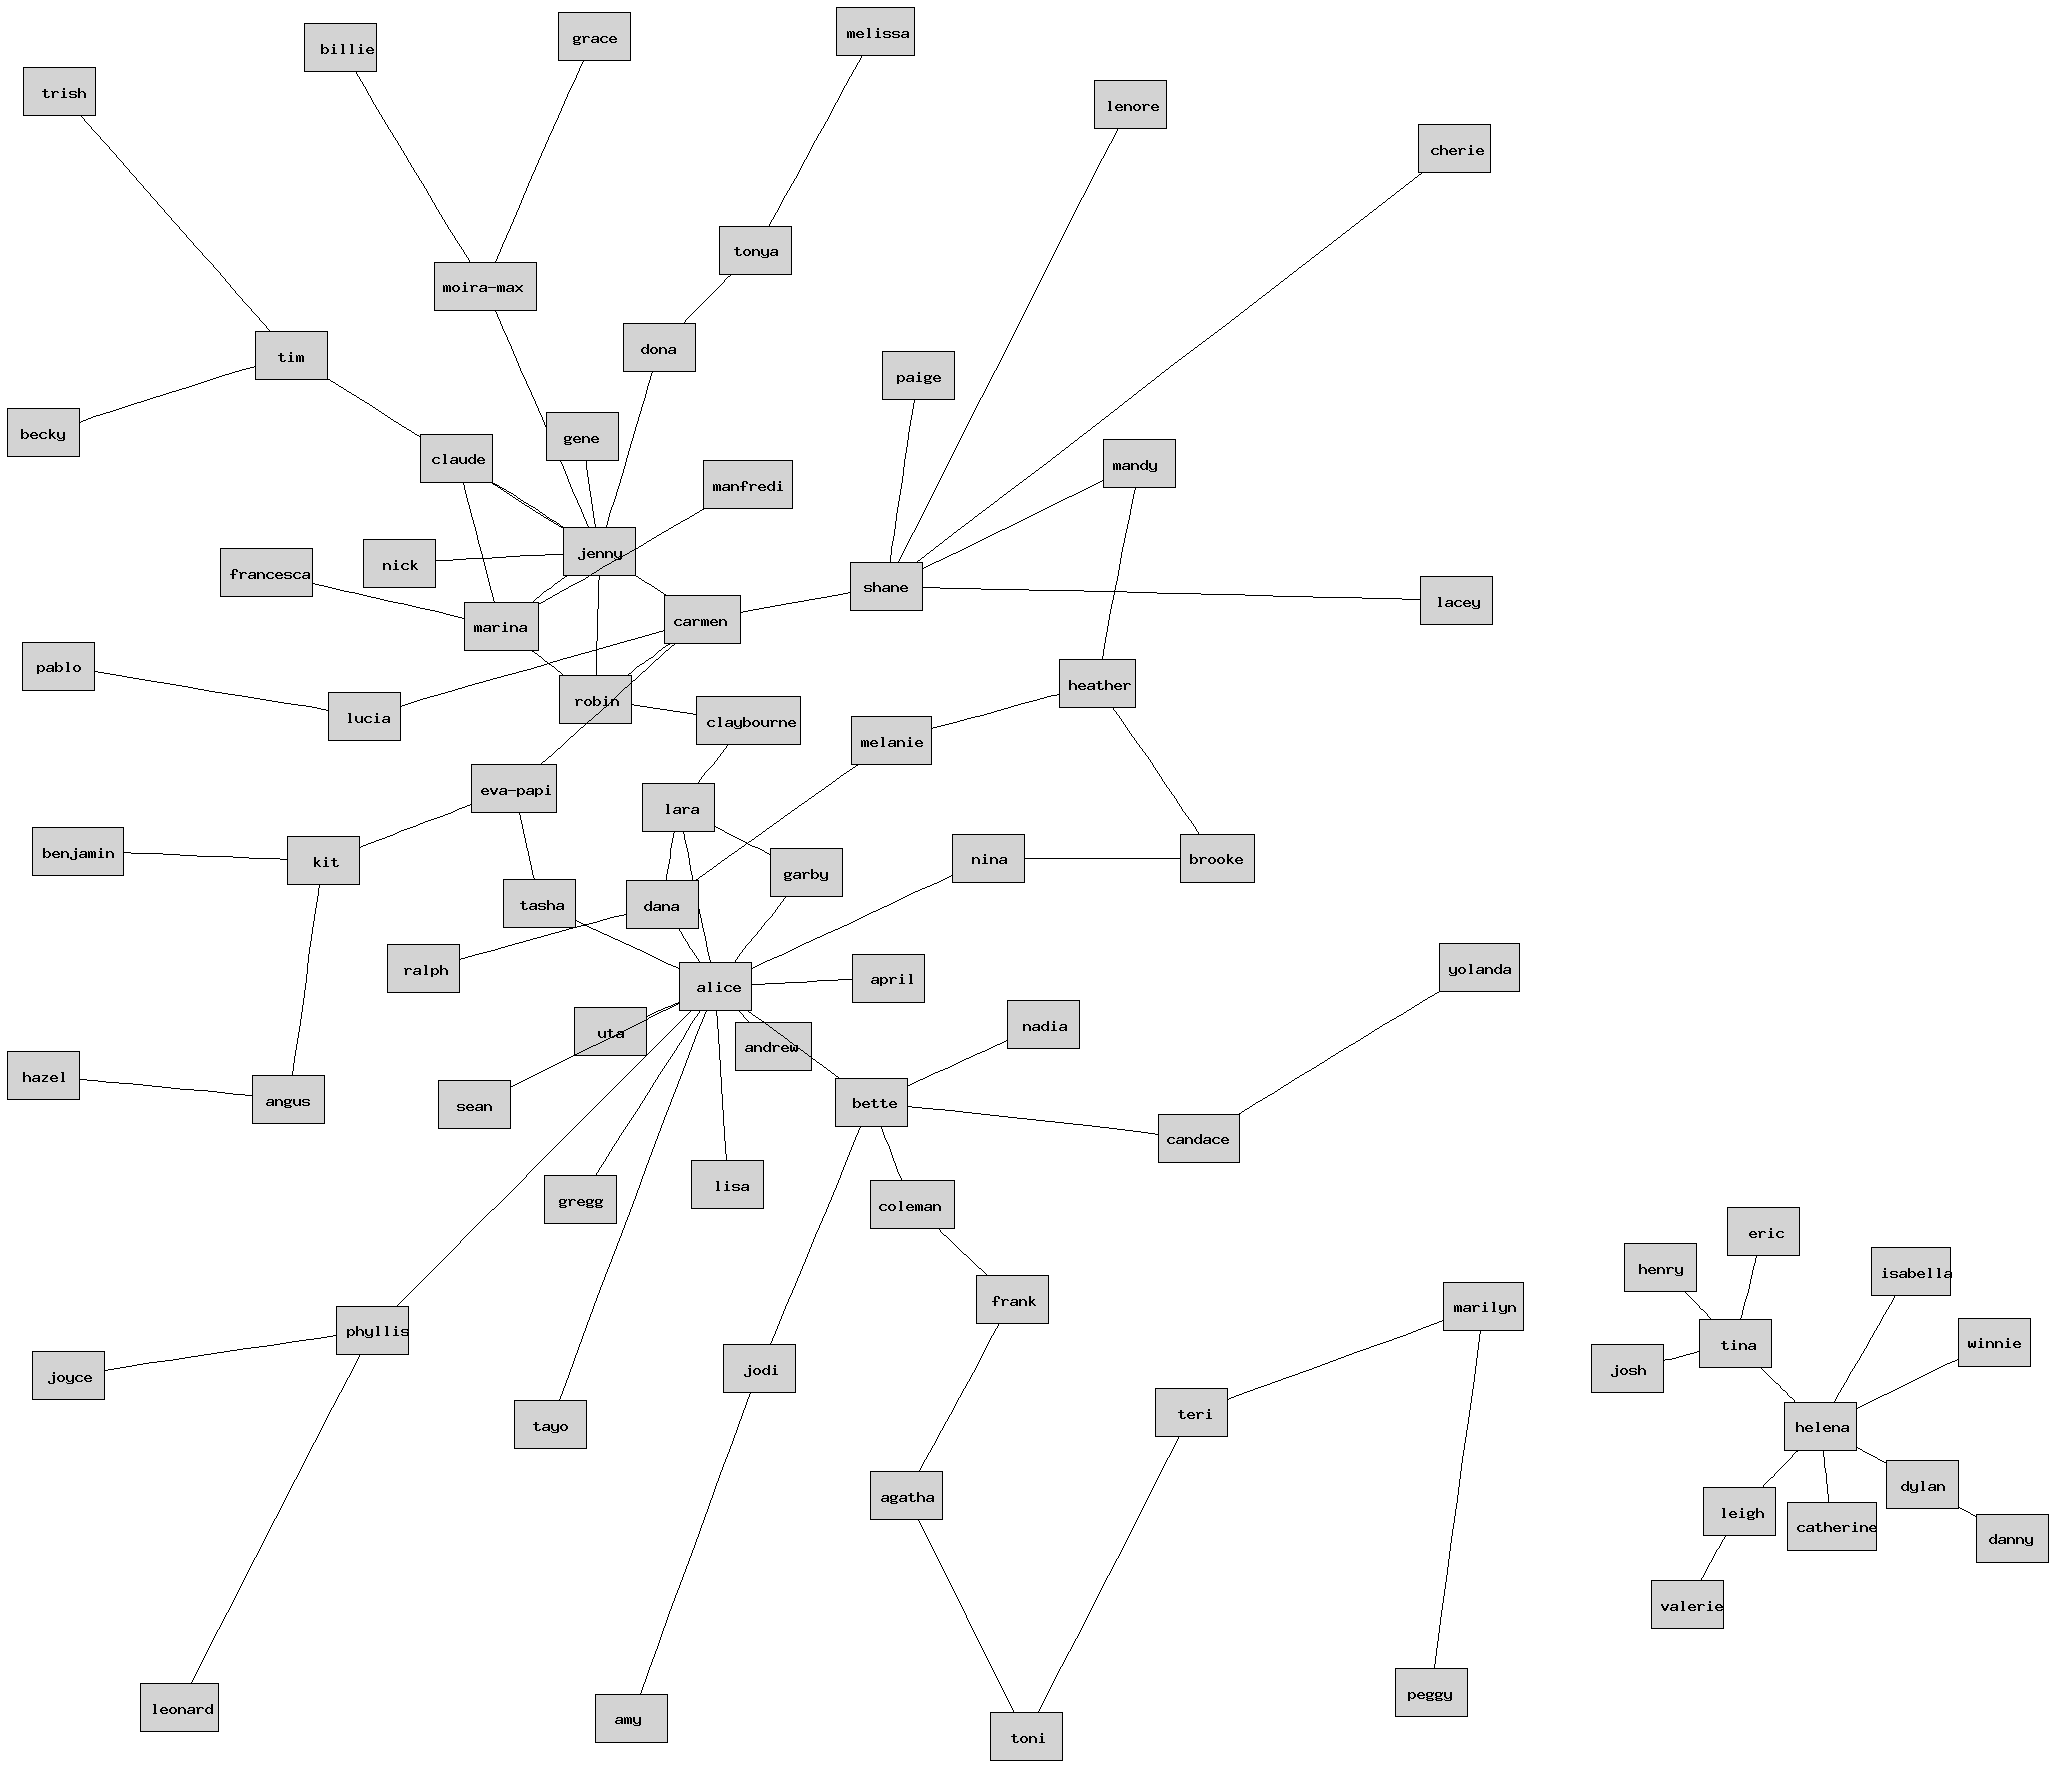 melissa
grace
billie
trish
lenore
cherie
tonya
moira-max
dona
tim
paige
becky
gene
claude
mandy
manfredi
jenny
nick
francesca
shane
lacey
carmen
marina
pablo
heather
robin
lucia
claybourne
melanie
eva-papi
lara
benjamin
nina
brooke
kit
garby
tasha
dana
ralph
yolanda
april
alice
nadia
uta
andrew
hazel
angus
bette
sean
candace
lisa
gregg
coleman
eric
henry
isabella
frank
marilyn
phyllis
tina
winnie
josh
joyce
jodi
teri
tayo
helena
dylan
agatha
leigh
catherine
danny
valerie
peggy
leonard
amy
toni